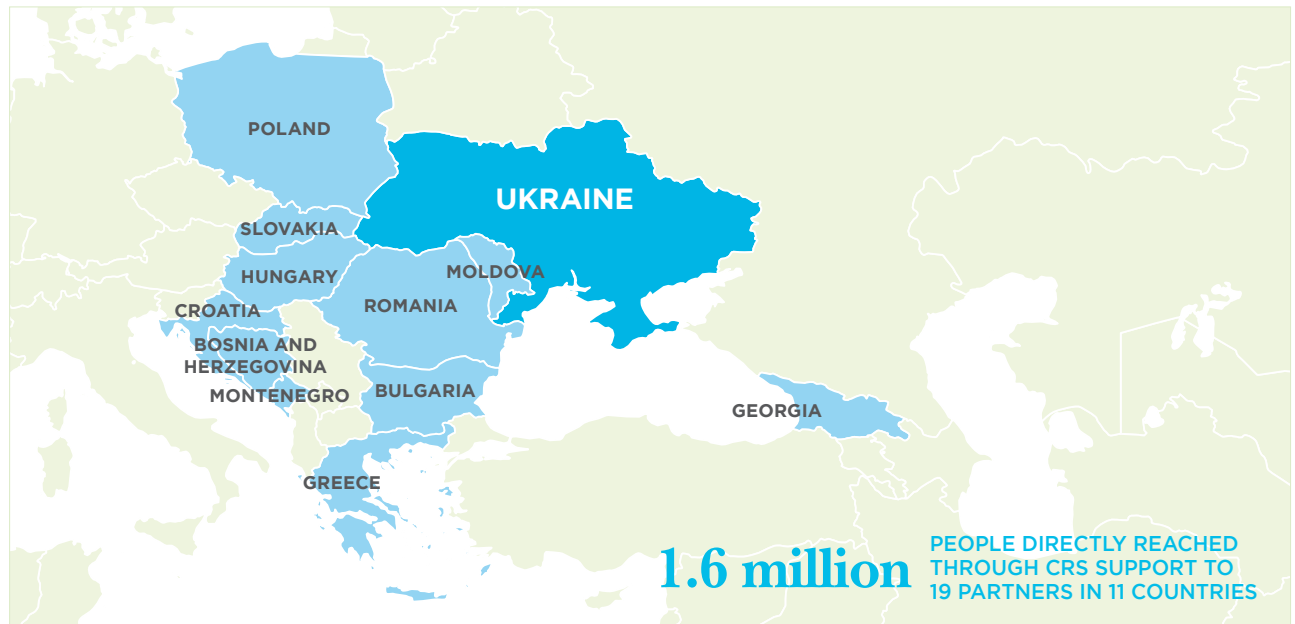 POLAND
UKRAINE
SLOVAKIA
HUNGARY
MOLDOVA
ROMANIA
CROATIA
BOSNIA AND
HERZEGOVINA
MONTENEGRO
BULGARIA
GEORGIA
GREECE
1.6 million
PEOPLE DIRECTLY REACHED
THROUGH CRS SUPPORT TO
19 PARTNERS IN 11 COUNTRIES